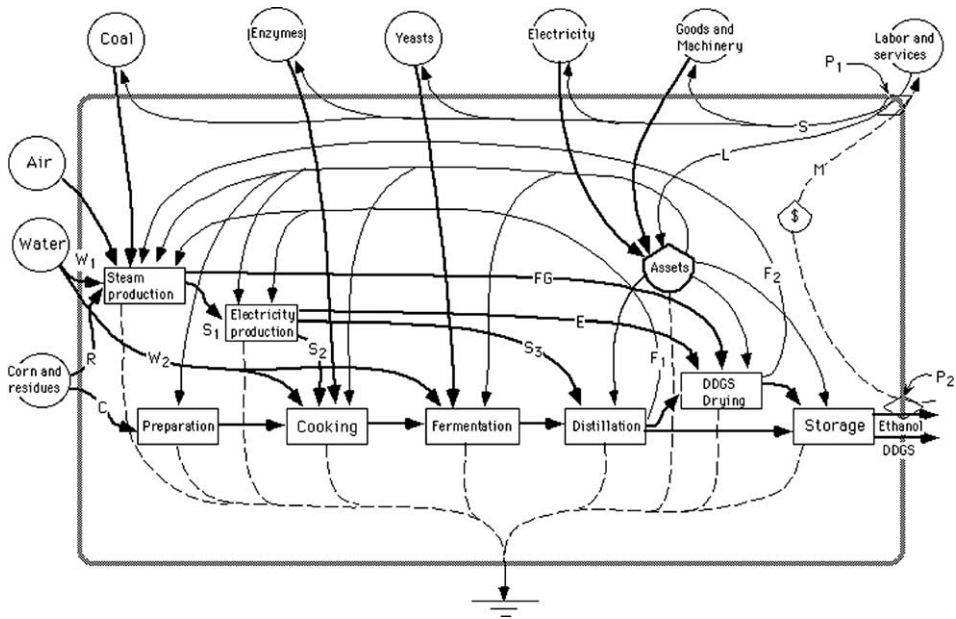 Coal
Enzymes
Yeasts
Electricity
Goods and
Machinery
Labor and
services
P1
S
Air
L
M
$
Water
W1
Steam
production
FG
Assets
F2
S1
Electricity
production
E
S2
S3
R
W2
F1
Corn and
residues
C
DDGS
Drying
P2
Preparation
Cooking
Fermentation
Distillation
Storage
Ethanol
DDGS